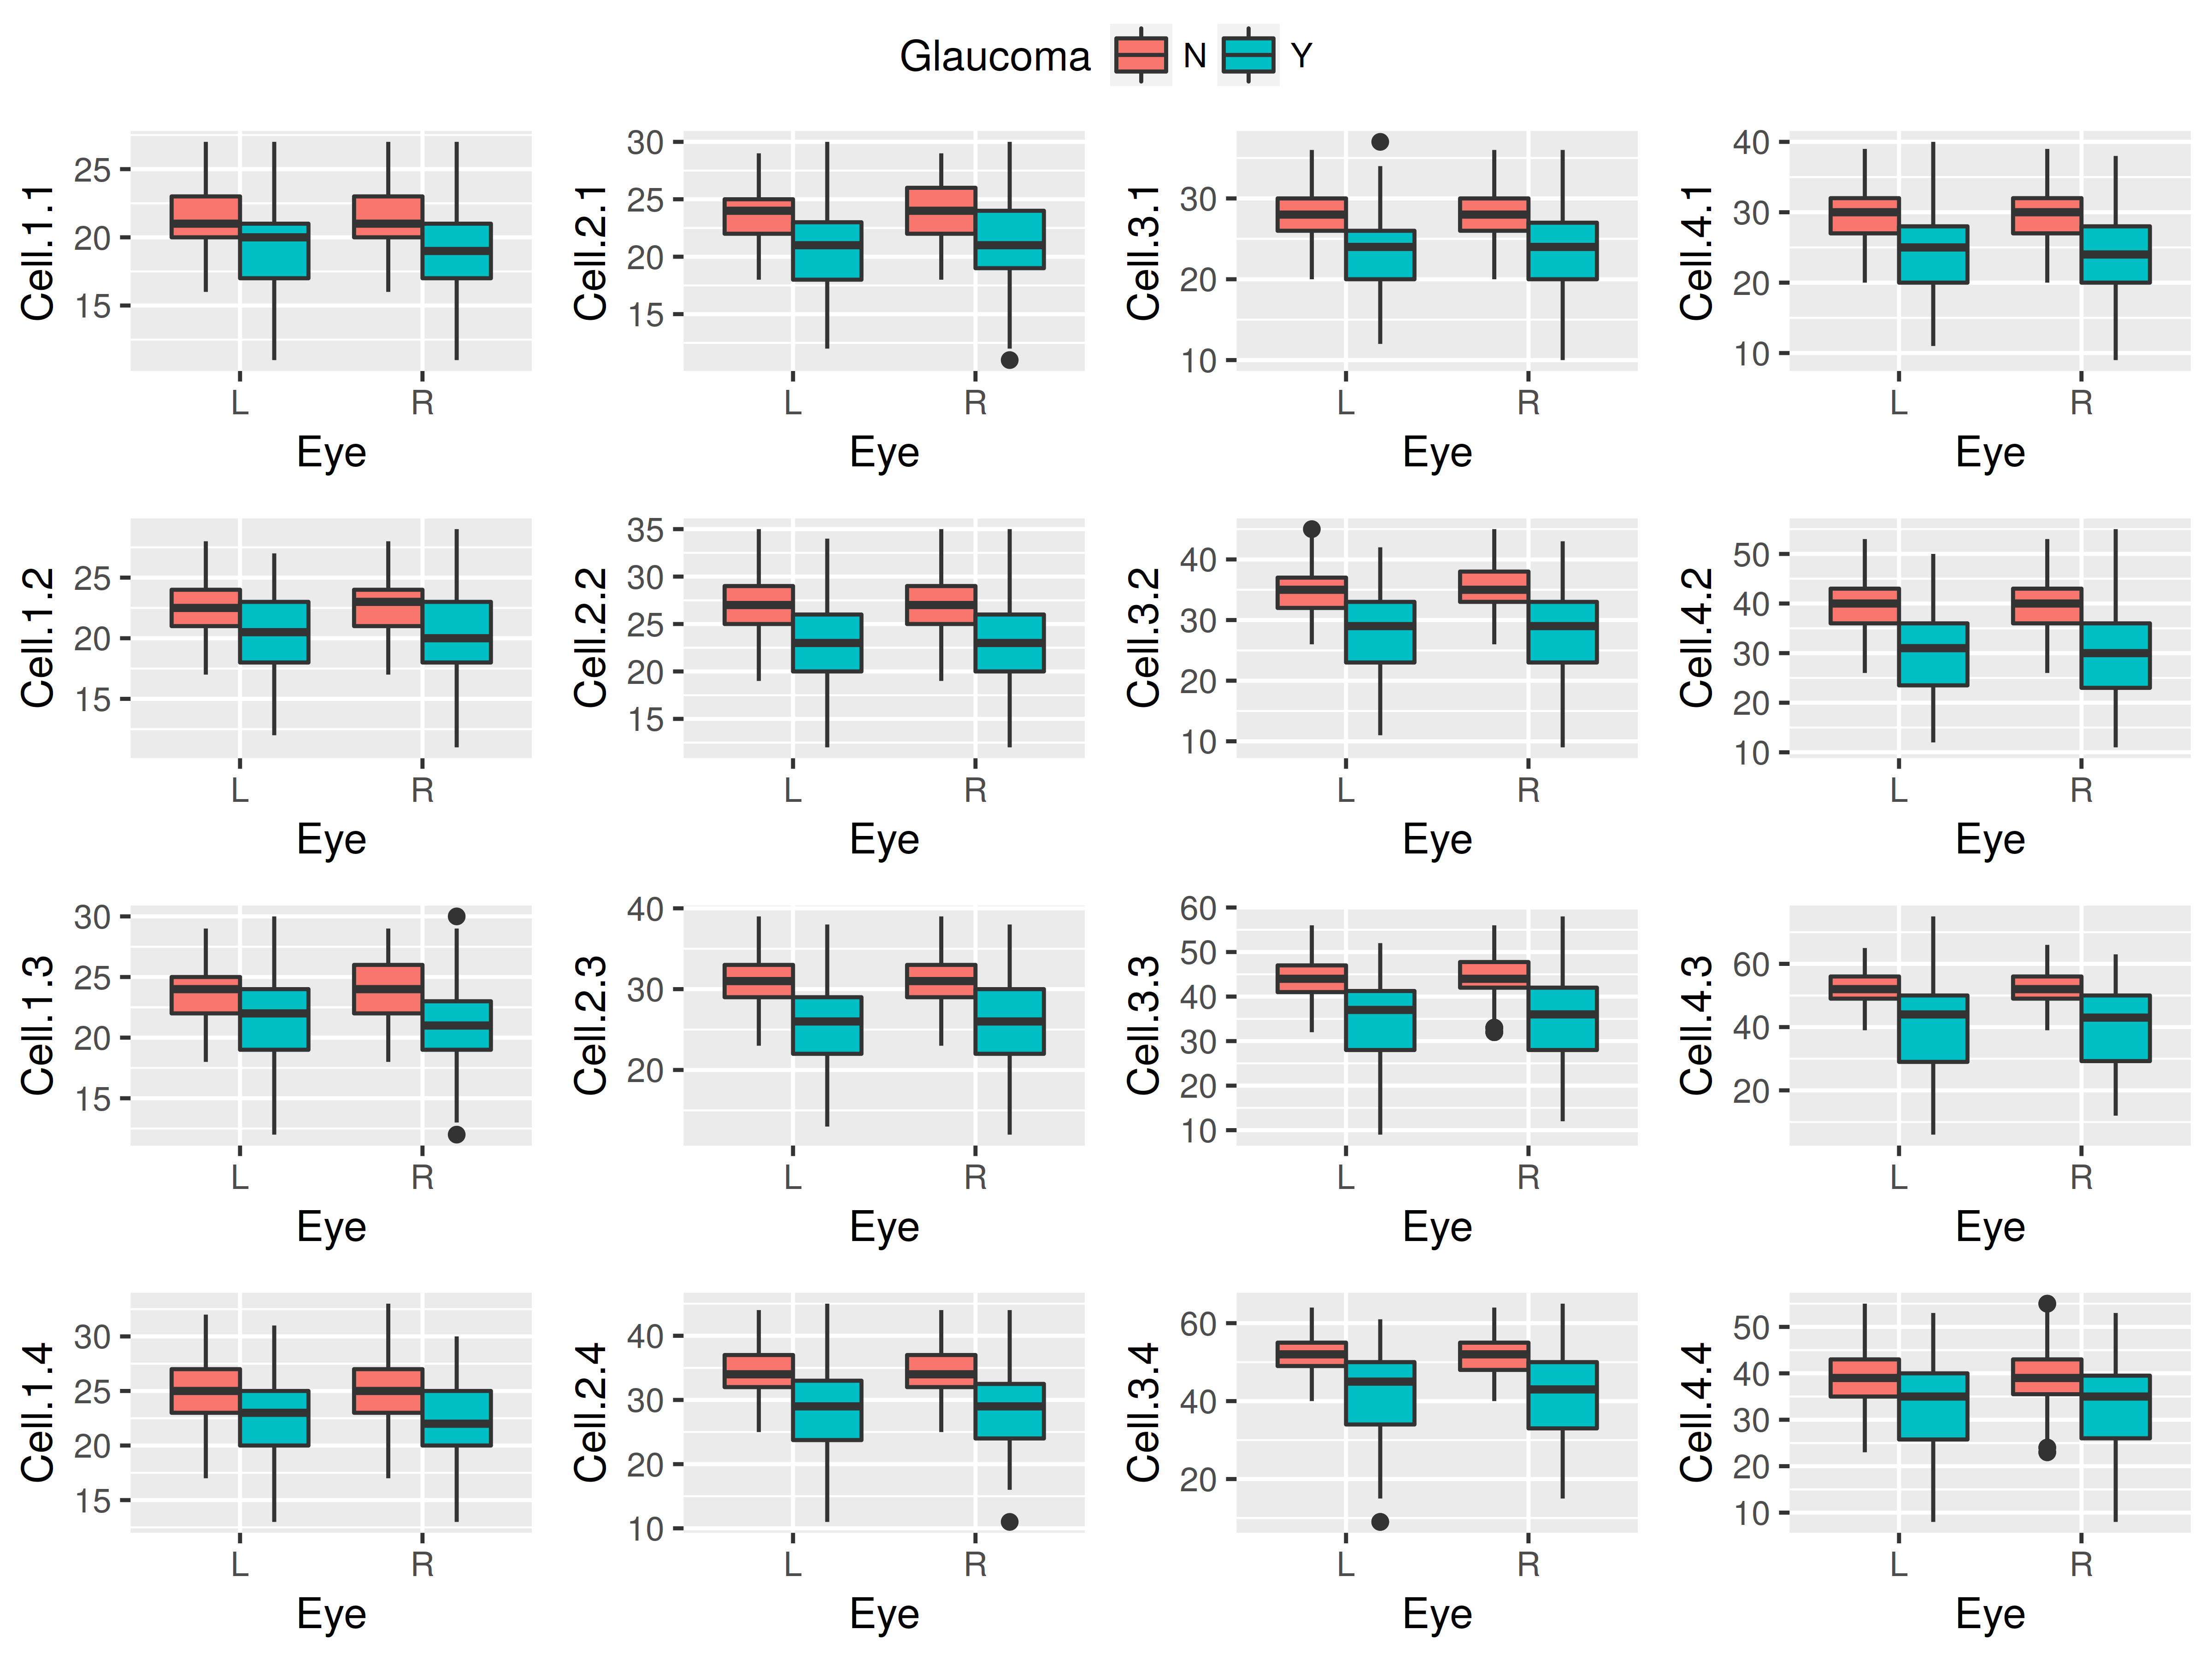 Glaucoma N Y
Cell.1.1
25
20
15
L R
Eye
Cell.2.1
30
25
20
15
L R
Eye
Cell.3.1
30
20
10
L R
Eye
Cell.4.1
40
30
20
10
L R
Eye
Cell.1.2
25
20
15
L R
Eye
Cell.2.2
35
30
25
20
15
L R
Eye
Cell.3.2
40
30
20
10
L R
Eye
Cell.4.2
50
40
30
20
10
L R
Eye
Cell.1.3
30
25
20
15
L R
Eye
Cell.2.3
40
30
20
L R
Eye
Cell.3.3
60
50
40
30
20
10
L R
Eye
Cell.4.3
60
40
20
L R
Eye
Cell.1.4
30
25
20
15
L R
Eye
Cell.2.4
40
30
20
10
L R
Eye
Cell.3.4
60
40
20
L R
Eye
Cell.4.4
50
40
30
20
10
L R
Eye